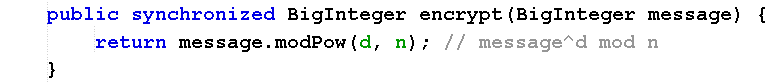 public synchronized BigInteger encrypt(BigInteger message) {
return message.modPow(d, n); // message^d mod n
}